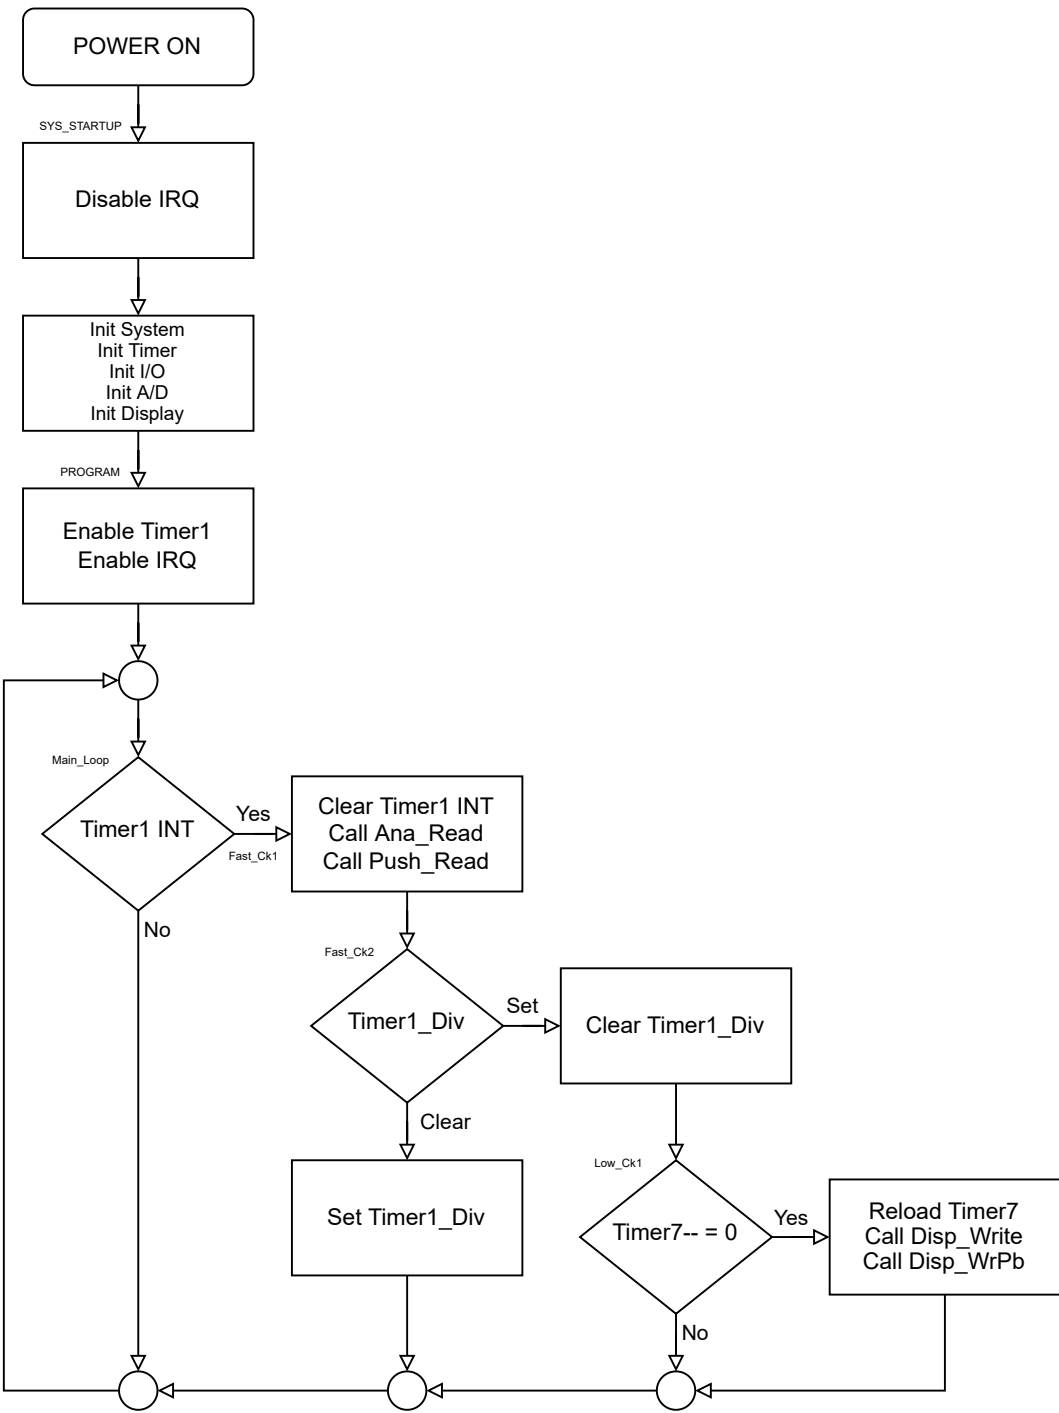 POWER ON
SYS_STARTUP
Disable IRQ
Init System
Init Timer
Init I/O
Init A/D
Init Display
PROGRAM
Enable Timer1
Enable IRQ
Main_Loop
Timer1 INT
Yes
Fast_Ck1
No
Clear Timer1 INT
Call Ana_Read
Call Push_Read
Fast_Ck2
Timer1_Div
Set
Clear Timer1_Div
Clear
Set Timer1_Div
Low_Ck1
Timer7-- = 0
Yes
Reload Timer7
Call Disp_Write
Call Disp_WrPb
No